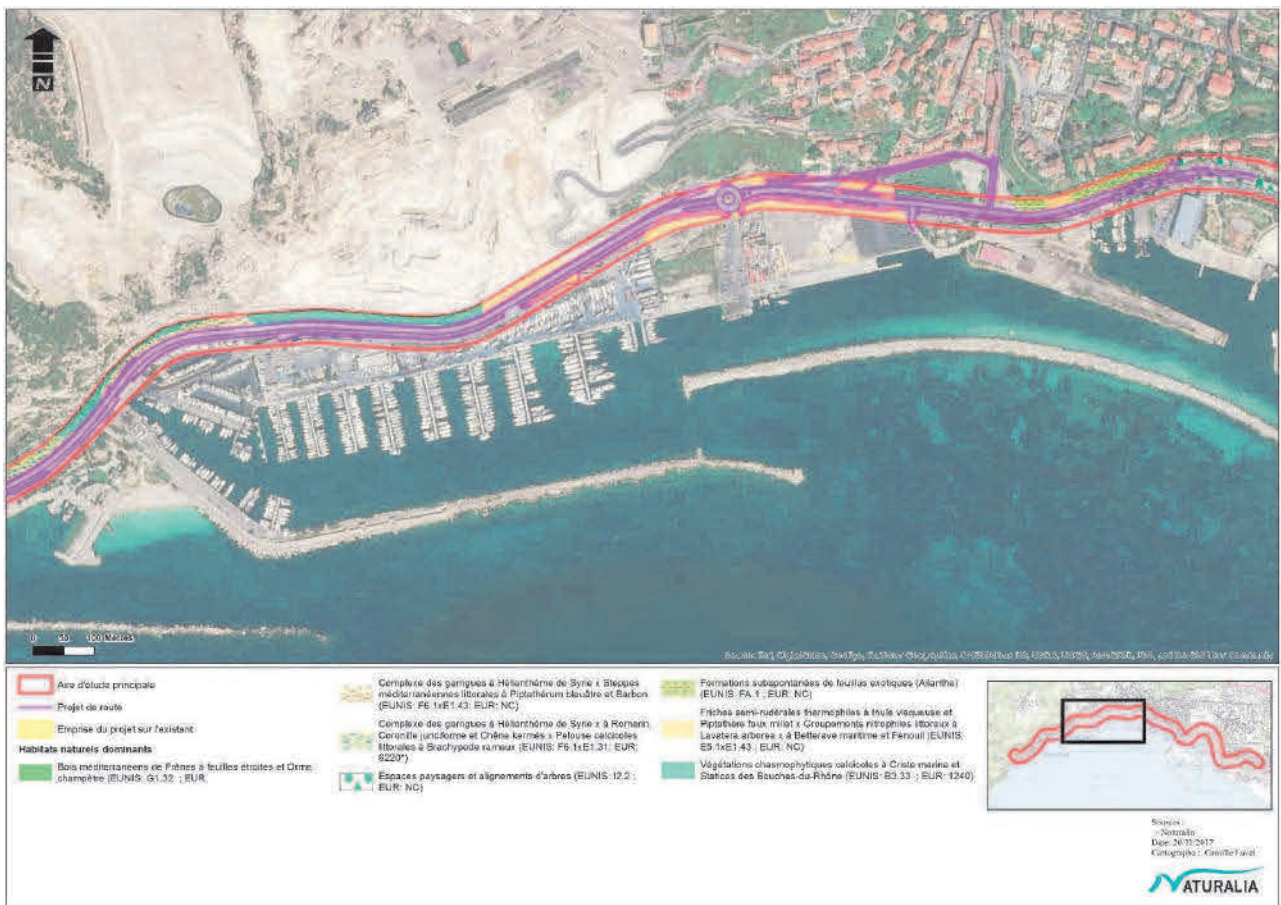 N
0 50 100 Mètres
Aire d'étude principale
Projet de route
Emprise du projet sur l'existant
Habitats naturels dominants
Bois méditerranéens de Frênes à feuilles étroites et Orme
champêtre (EUNIS: G1.32 ; EUR
Complexe des garrigues à Hélianthème de Syrie x Steppes
méditerranéennes littorales à Piptathérum bleuâtre et Barbon
(EUNIS: F6.1xE1.43; EUR: NC)
Complexe des garrigues à Hélianthème de Syrie x à Romarin,
Coronille jonciforme et Chêne kermès x Pelouse calcicoles
littorales à Brachypode rameux (EUNIS: F6.1xE1.31; EUR:
6220*)
Espaces paysagers et alignements d'arbres (EUNIS: I2.2 ;
EUR: NC)
Formations subspontanées de feuillus exotiques (Ailanthe)
(EUNIS: FA.1 ; EUR: NC)
Friches semi-rudérales thermophiles à Inule visqueuse et
Piptathère faux millet x Groupements nitrophiles littoraux à
Lavatera arborea x à Betterave maritime et Fenouil (EUNIS:
E5.1xE1.43 ; EUR: NC)
Végétations chasmophytiques calcicoles à Criste marine et
Statices des Bouches-du-Rhône (EUNIS: B3.33 ; EUR: 1240)
Sources :
- Naturalia
Date: 20/11/2017
Cartographe : Camille
NATURALIA